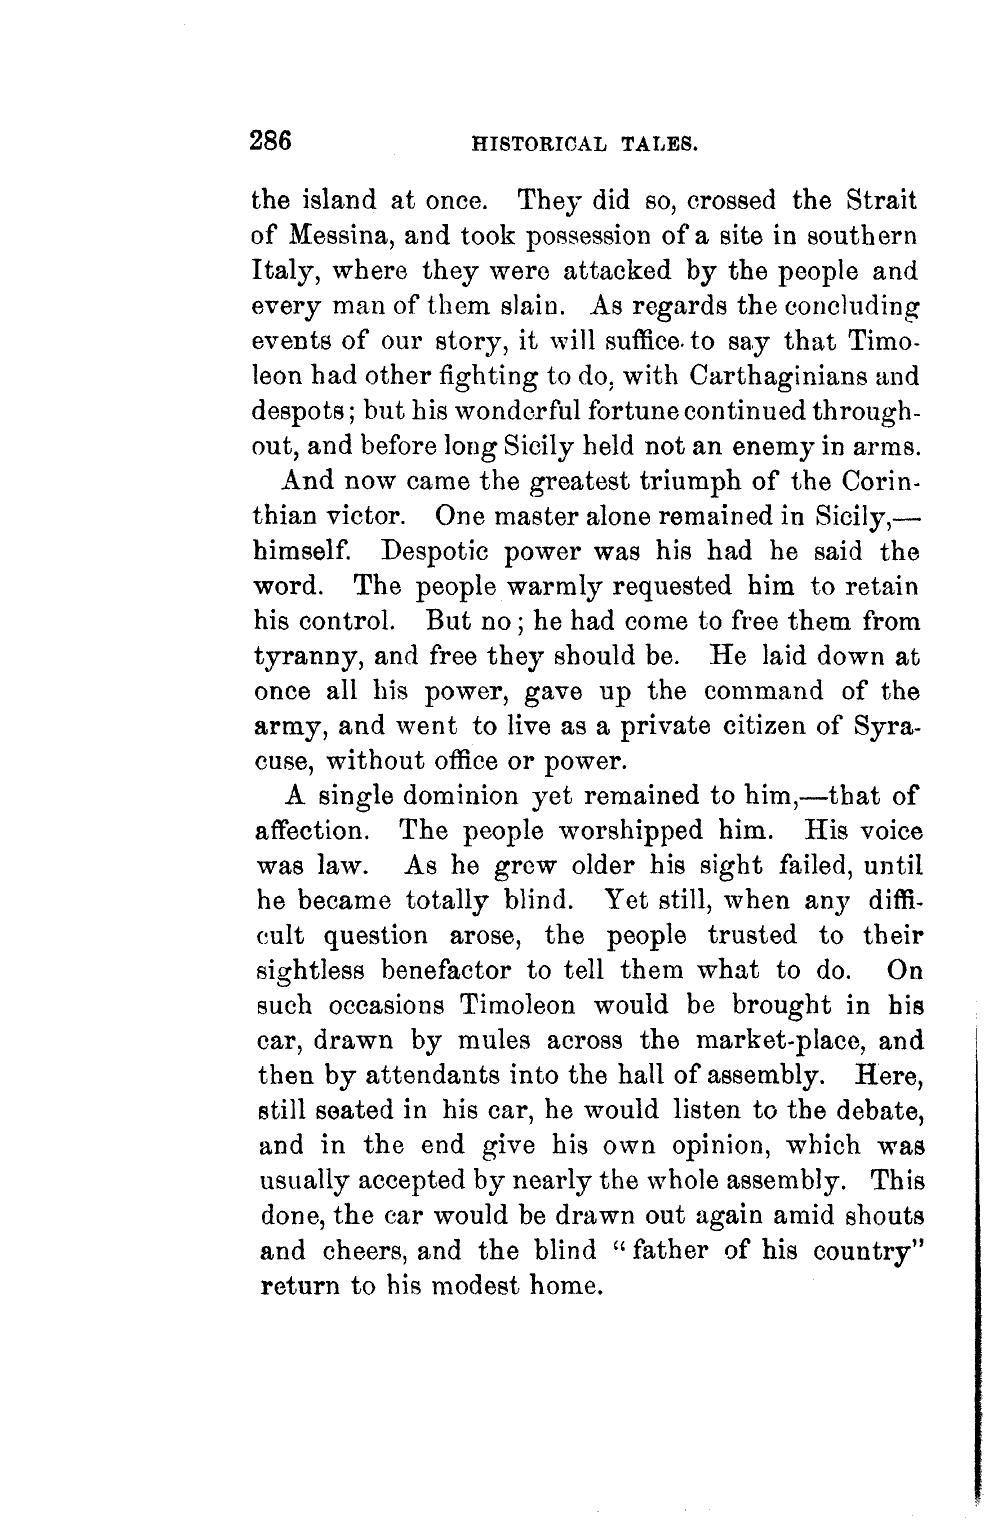 286 HISTORICAL TALES.
the island at once. They did so, crossed the Strait
of Messina, and took possession of a site in southern
Italy, where they were attacked by the people and
every man of them slain. As regards the concluding
events of our story, it will suffice to say that Timo-
leon had other fighting to do, with Carthaginians and
despots; but his wonderful fortune continued through-
out, and before long Sicily held not an enemy in arms.
And now came the greatest triumph of the Corin-
thian victor. One master alone remained in Sicily,—
himself. Despotic power was his had he said the
word. The people warmly requested him to retain
his control. But no; he had come to free them from
tyranny, and free they should be. He laid down at
once all his power, gave up the command of the
army, and went to live as a private citizen of Syra-
cuse, without office or power.
A single dominion yet remained to him,—that of
affection. The people worshipped him. His voice
was law. As he grew older his sight failed, until
he became totally blind. Yet still, when any diffi-
cult question arose, the people trusted to their
sightless benefactor to tell them what to do. On
such occasions Timoleon would be brought in his
car, drawn by mules across the market-place, and
then by attendants into the hall of assembly. Here,
still seated in his car, he would listen to the debate,
and in the end give his own opinion, which was
usually accepted by nearly the whole assembly. This
done, the car would be drawn out again amid shouts
and cheers, and the blind "father of his country"
return to his modest home.